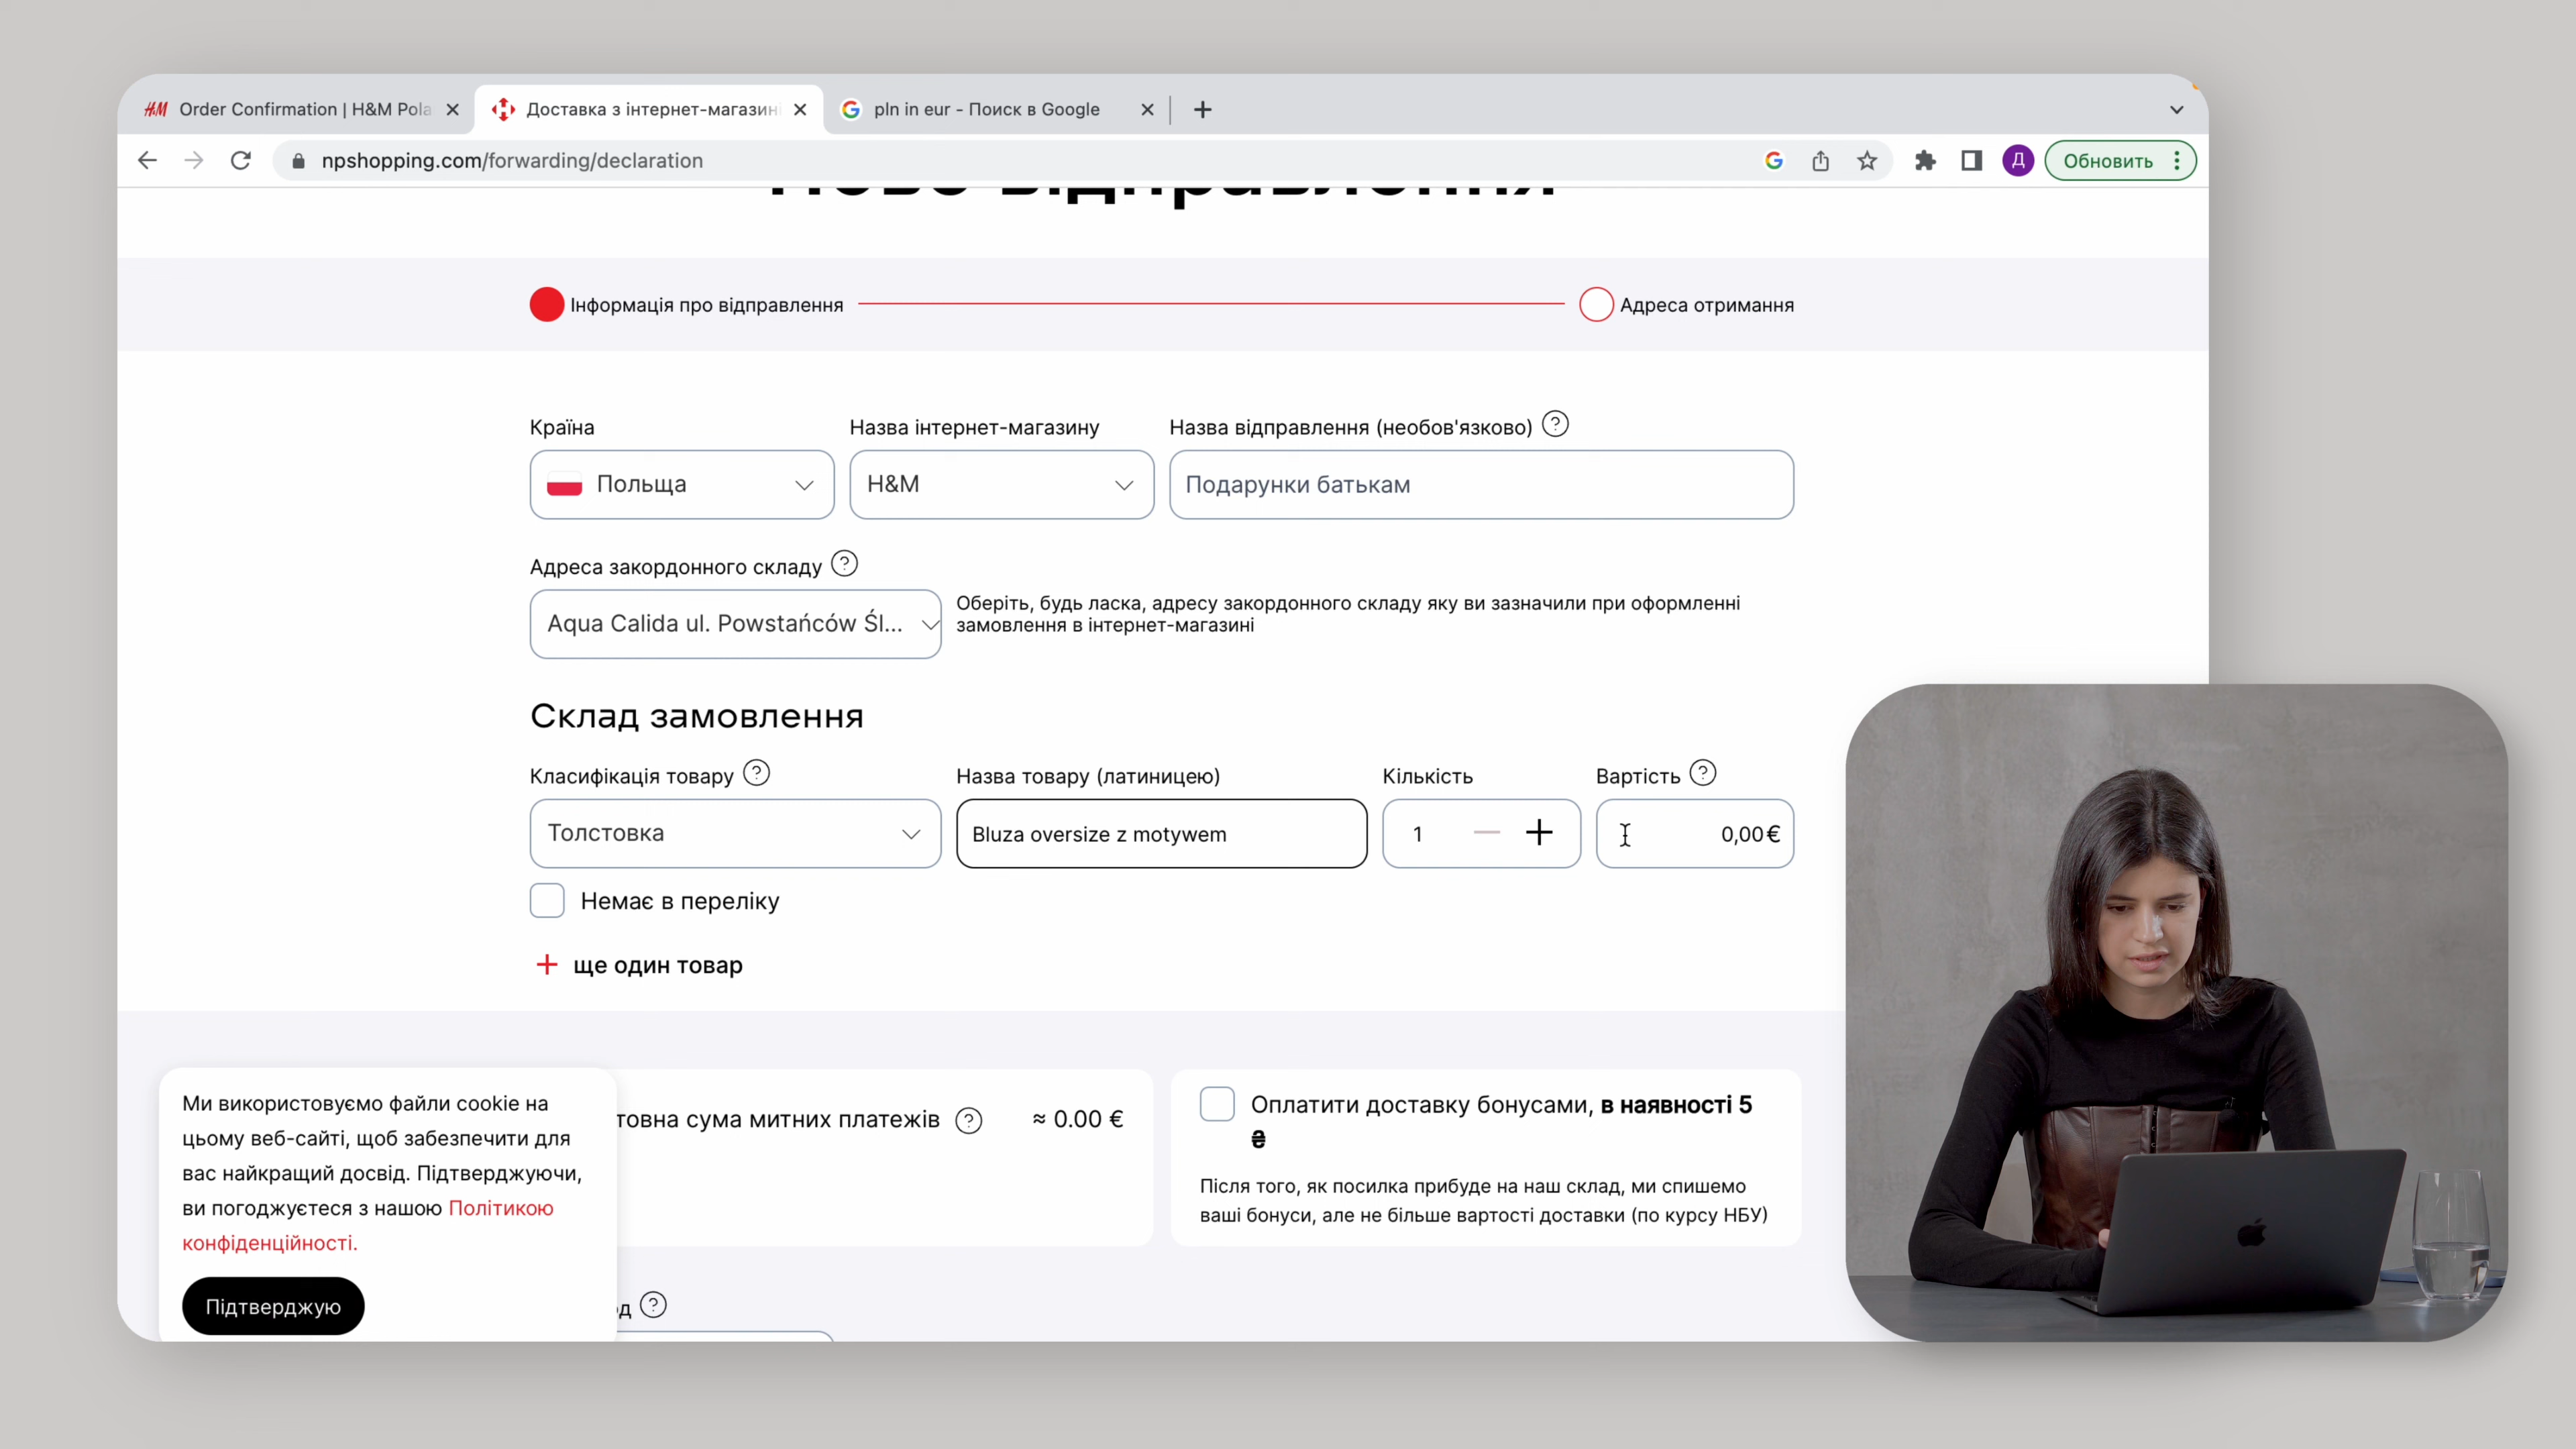 H&M Order Confirmation | H&M Pola
Доставка з інтернет-магазині
pln in eur - Поиск в Google
npshopping.com/forwarding/declaration
Д
Обновить
Нове відправлення
Інформація про відправлення
Адреса отримання
Країна
Назва інтернет-магазину
Назва відправлення (необов'язково) ?
Польща
H&M
Подарунки батькам
Адреса закордонного складу ?
Aqua Calida ul. Powstańców Śl...
Оберіть, будь ласка, адресу закордонного складу яку ви зазначили при оформленні
замовлення в інтернет-магазині
Склад замовлення
Класифікація товару ?
Назва товару (латиницею)
Кількість
Вартість ?
Толстовка
Bluza oversize z motywem
1 — +
0,00 €
Немає в переліку
+ ще один товар
Ми використовуємо файли cookie на
цьому веб-сайті, щоб забезпечити для
вас найкращий досвід. Підтверджуючи,
ви погоджуєтеся з нашою Політикою
конфіденційності.
Підтверджую
товна сума митних платежів ? ≈ 0.00 €
Оплатити доставку бонусами, в наявності 5
₴
Після того, як посилка прибуде на наш склад, ми спишемо
ваші бонуси, але не більше вартості доставки (по курсу НБУ)
д ?